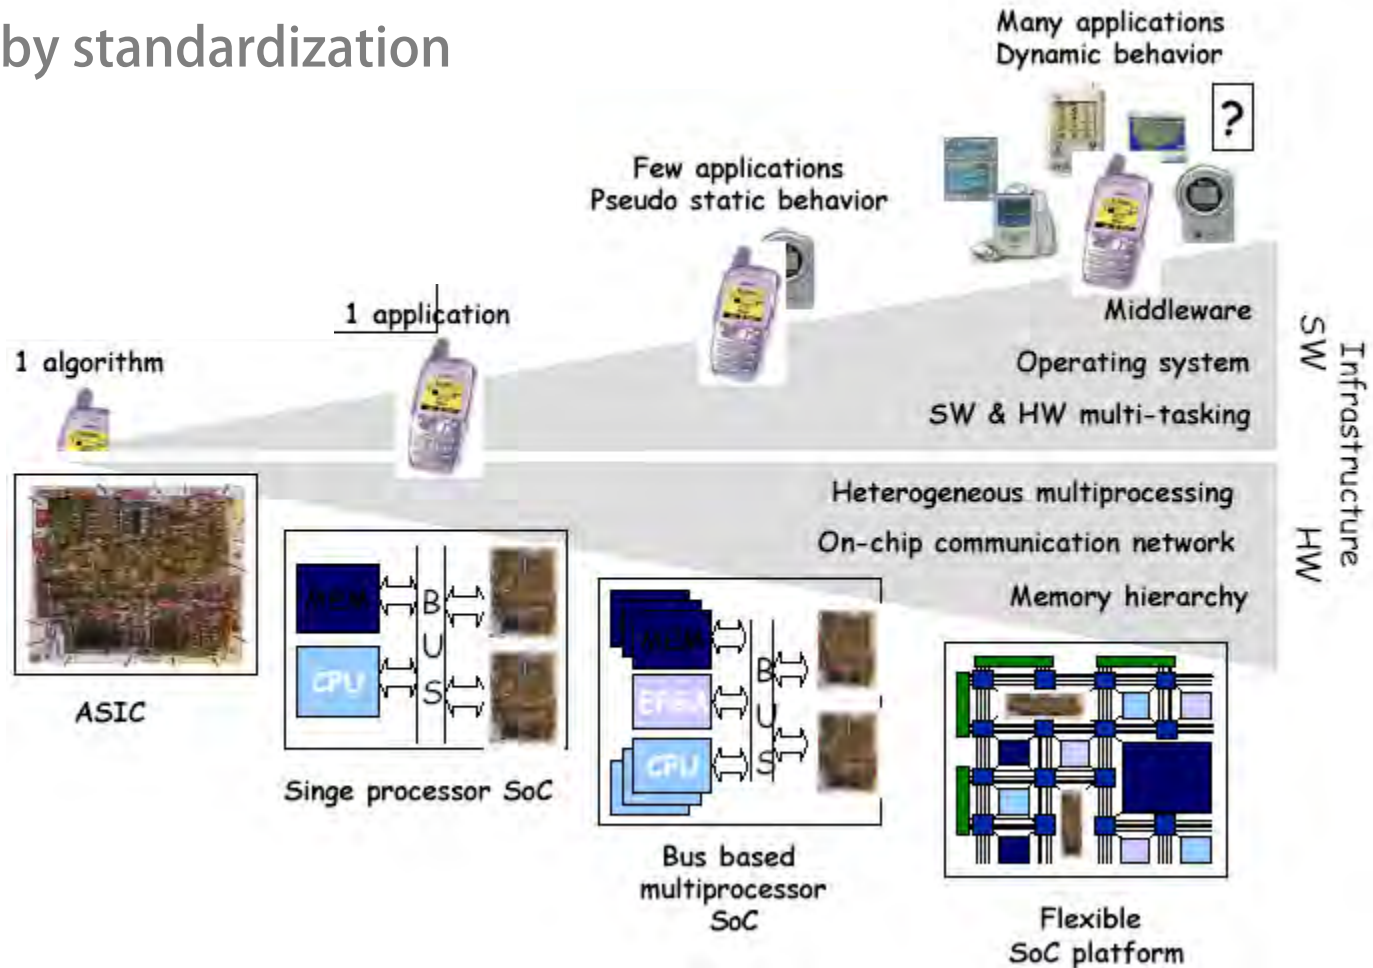 by standardization
Many applications
Dynamic behavior
?
Few applications
Pseudo static behavior
1 application
1 algorithm
Middleware
Operating system
SW & HW multi-tasking
SW
Infrastructure
HW
Heterogeneous multiprocessing
On-chip communication network
Memory hierarchy
ASIC
MEM
CPU
B
U
S
Singe processor SoC
MEM
CPU
B
U
S
Bus based
multiprocessor
SoC
Flexible
SoC platform